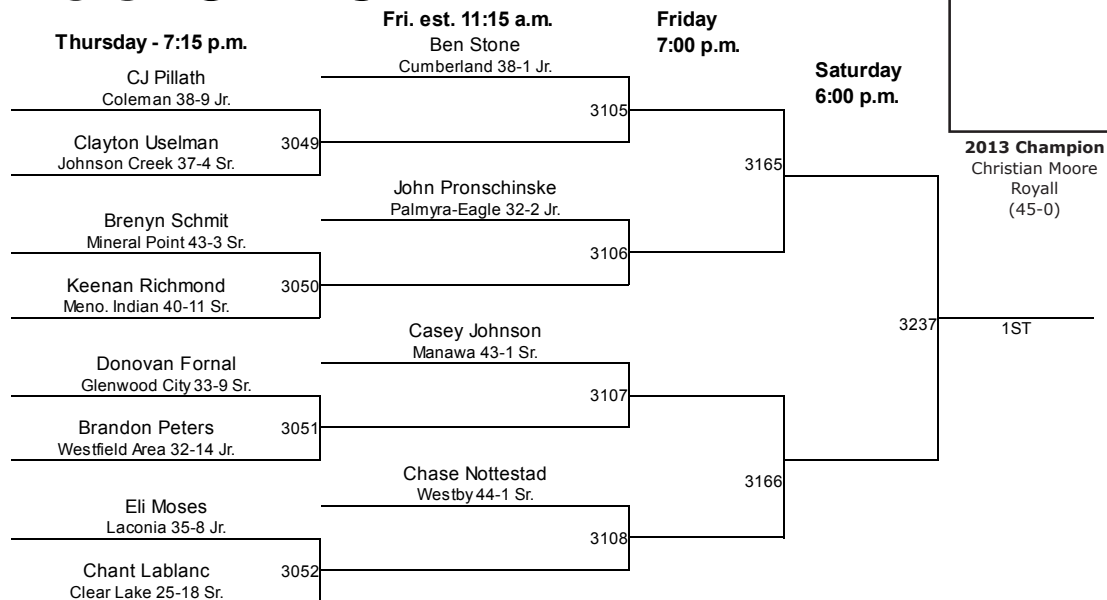 Thursday - 7:15 p.m.
Fri. est. 11:15 a.m.
Friday
7:00 p.m.
Saturday
6:00 p.m.
CJ Pillath
Coleman 38-9 Jr.
Clayton Uselman
Johnson Creek 37-4 Sr.
3049
Brenyn Schmit
Mineral Point 43-3 Sr.
Keenan Richmond
Meno. Indian 40-11 Sr.
3050
Donovan Fornal
Glenwood City 33-9 Sr.
Brandon Peters
Westfield Area 32-14 Jr.
3051
Eli Moses
Laconia 35-8 Jr.
Chant Lablanc
Clear Lake 25-18 Sr.
3052
Ben Stone
Cumberland 38-1 Jr.
3105
John Pronschinske
Palmyra-Eagle 32-2 Jr.
3106
Casey Johnson
Manawa 43-1 Sr.
3107
Chase Nottestad
Westby 44-1 Sr.
3108
3165
3166
3237
1ST
2013 Champion
Christian Moore
Royall
(45-0)